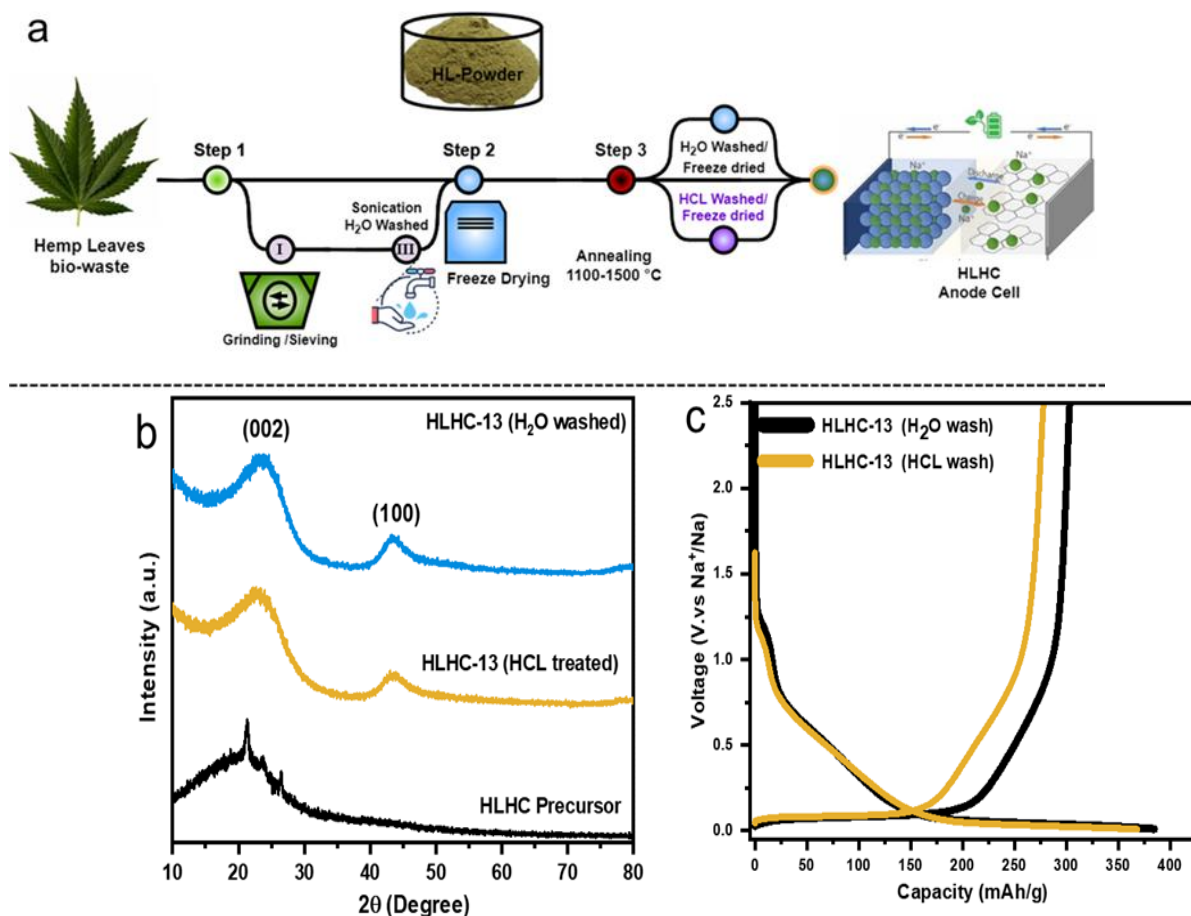 a
HL-Powder
Step 1
Step 2
Step 3
H₂O Washed/
Freeze dried
HCL Washed/
Freeze dried
Sonication
H₂O Washed
I
III
Hemp Leaves
bio-waste
Grinding /Sieving
Freeze Drying
Annealing
1100-1500 °C
e⁻
e⁻
e⁻
e⁻
Na⁺
Discharge
Charge
Na⁺
HLHC
Anode Cell
b
(002)
HLHC-13 (H₂O washed)
(100)
HLHC-13 (HCL treated)
HLHC Precursor
Intensity (a.u.)
10 20 30 40 50 60 70 80
2θ (Degree)
c
HLHC-13 (H₂O wash)
HLHC-13 (HCL wash)
Voltage (V.vs Na⁺/Na)
2.5
2.0
1.5
1.0
0.5
0.0
0 50 100 150 200 250 300 350 400
Capacity (mAh/g)